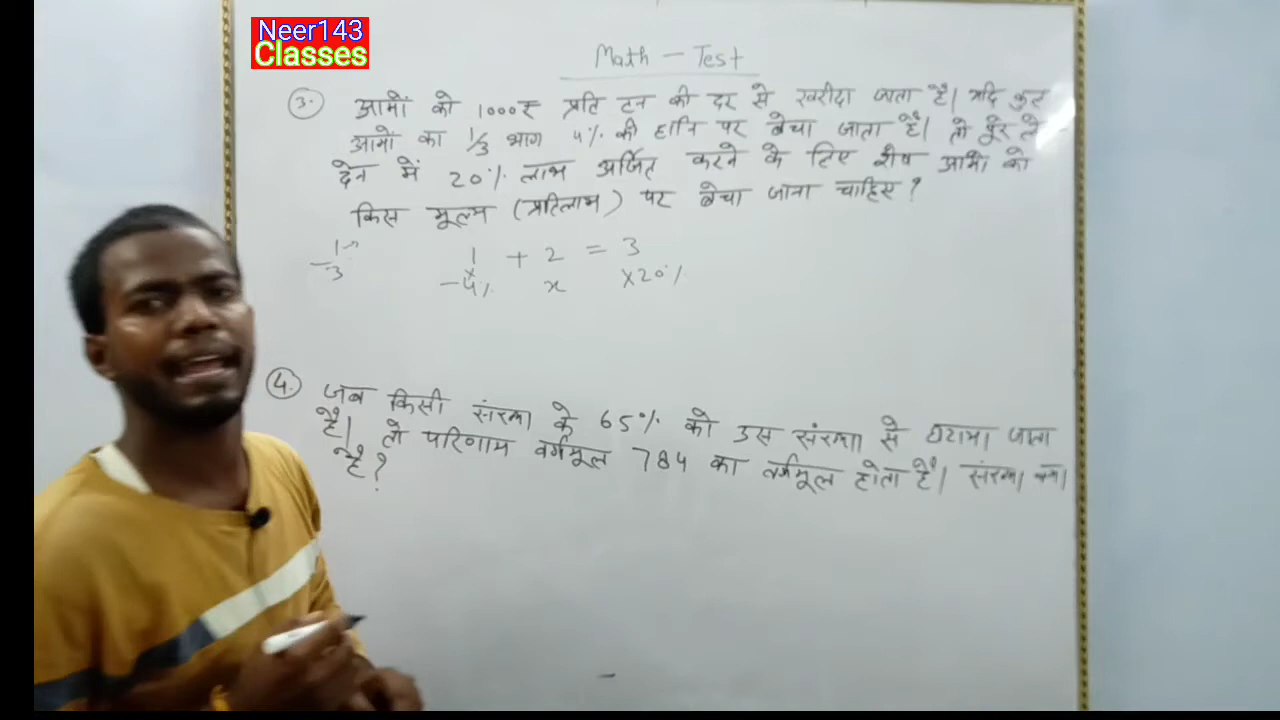 Neer143
Classes
Math - Test
3. आमों को 1000₹ प्रति टन की दर से खरीदा जाता है। यदि कुल
आमों का 1/3 भाग 4% की हानि पर बेचा जाता है। तो पूरे ले
देन में 20% लाभ अर्जित करने के लिए शेष आमों को
किस मूल्य (प्रतिलाभ) पर बेचा जाना चाहिए?
1/3
1 + 2 = 3
-4% x x20%
4. जब किसी संख्या के 65% को उस संख्या से घटाया जाता
है। तो परिणाम वर्गमूल 784 का वर्गमूल होता है। संख्या क्या
है?